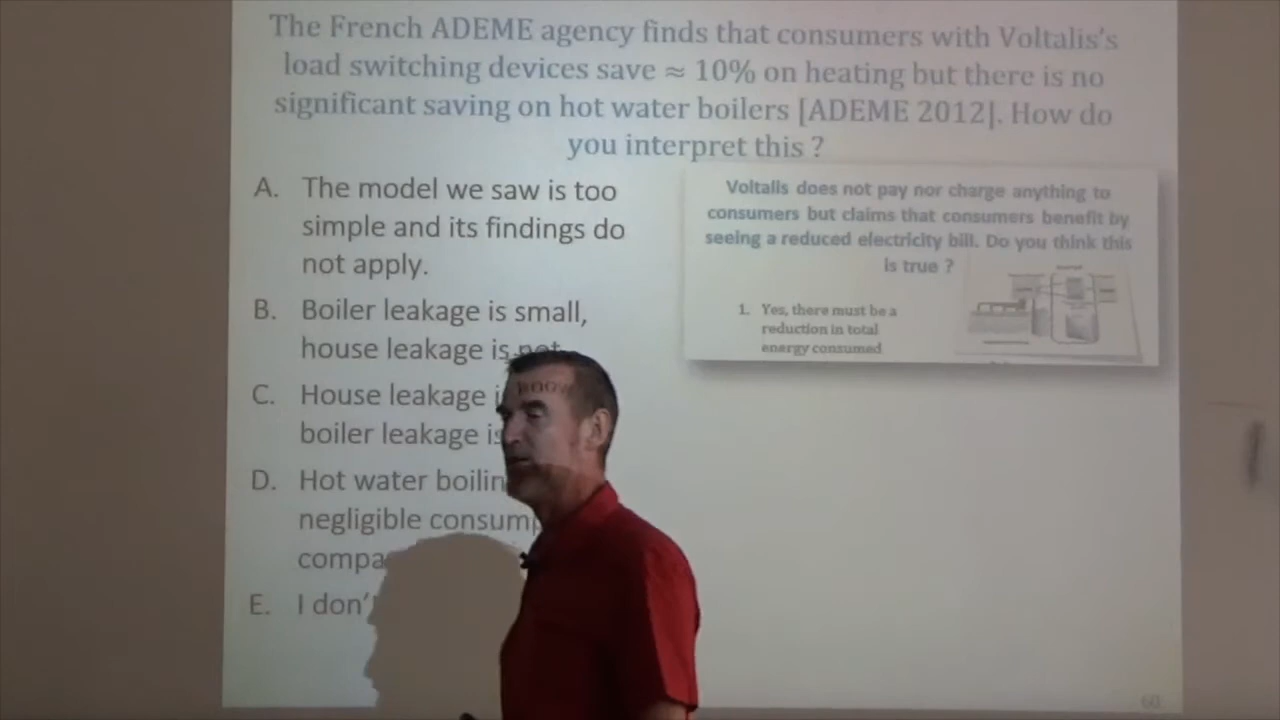 The French ADEME agency finds that consumers with Voltalis's
load switching devices save ≈ 10% on heating but there is no
significant saving on hot water boilers [ADEME 2012]. How do
you interpret this ?
A. The model we saw is too
simple and its findings do
not apply.
B. Boiler leakage is small,
house leakage is not
C. House leakage
boiler leakage is
D. Hot water boilin
negligible consump
compa
E. I don'
know
Voltalis does not pay nor charge anything to
consumers but claims that consumers benefit by
seeing a reduced electricity bill. Do you think this
is true ?
1. Yes, there must be a
reduction in total
energy consumed
60